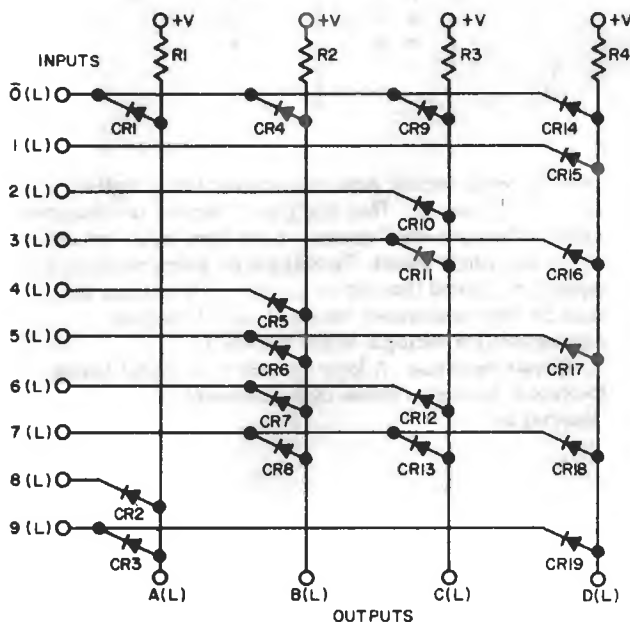 +V +V +V +V
R1 R2 R3 R4
INPUTS
0̄(L)
CR1 CR4 CR9 CR14
1(L)
CR15
2(L)
CR10
3(L)
CR11 CR16
4(L)
CR5
5(L)
CR6 CR17
6(L)
CR7 CR12
7(L)
CR8 CR13 CR18
8(L)
CR2
9(L)
CR3 CR19
A(L) B(L) C(L) D(L)
OUTPUTS